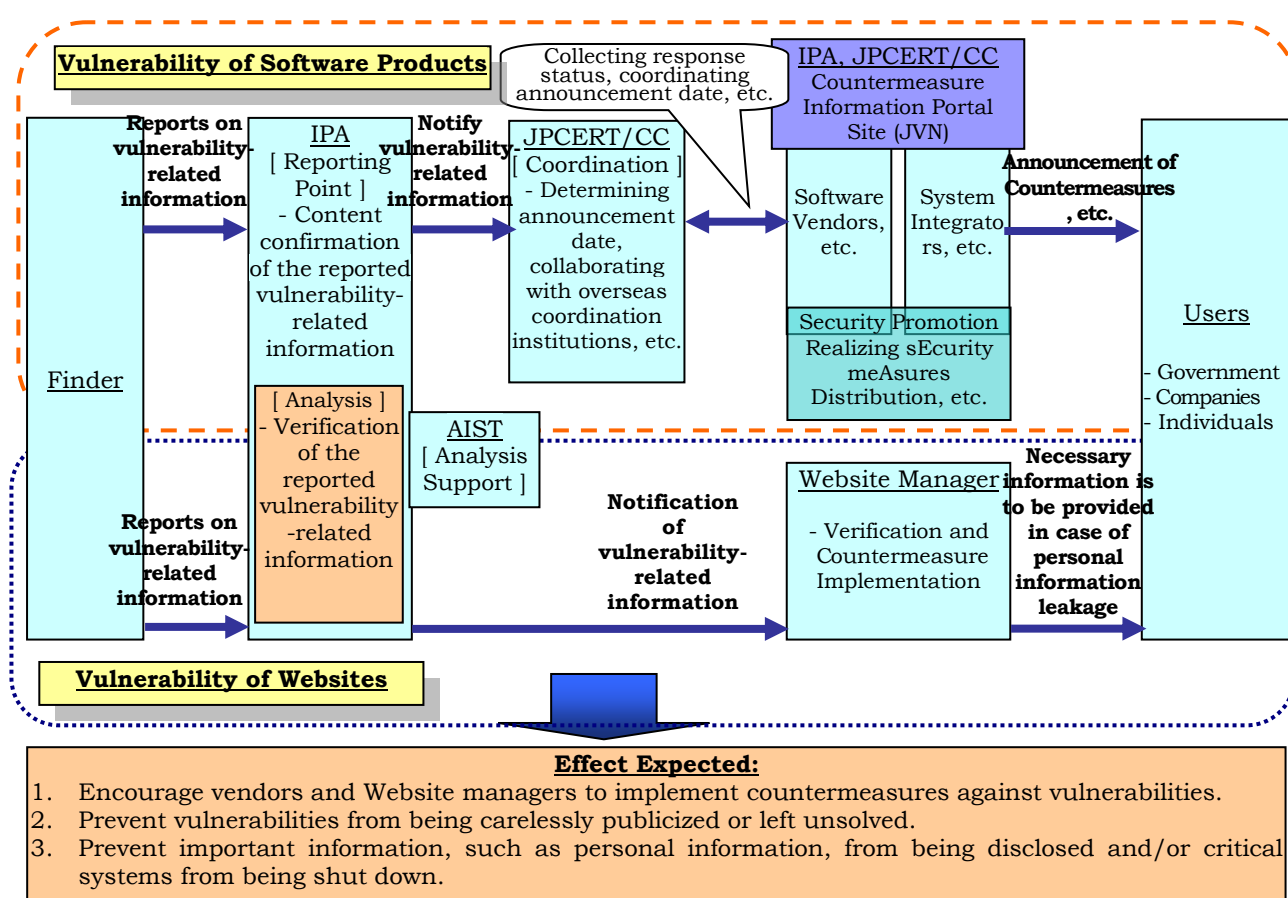 Vulnerability of Software Products
Collecting response
status, coordinating
announcement date, etc.
IPA, JPCERT/CC
Countermeasure
Information Portal
Site (JVN)
Finder
Reports on
vulnerability-
related
information
IPA
[ Reporting
Point ]
- Content
confirmation
of the reported
vulnerability-
related
information
Notify
vulnerability-
related
information
JPCERT/CC
[ Coordination ]
- Determining
announcement
date,
collaborating
with overseas
coordination
institutions, etc.
Software
Vendors,
etc.
System
Integrato
rs, etc.
Announcement of
Countermeasures
, etc.
Security Promotion
Realizing sEcurity
meAsures
Distribution, etc.
Users
- Government
- Companies
- Individuals
[ Analysis ]
- Verification
of the
reported
vulnerability
-related
information
AIST
[ Analysis
Support ]
Reports on
vulnerability-
related
information
Notification
of
vulnerability-
related
information
Website Manager
- Verification and
Countermeasure
Implementation
Necessary
information is
to be provided
in case of
personal
information
leakage
Vulnerability of Websites
Effect Expected:
1. Encourage vendors and Website managers to implement countermeasures against vulnerabilities.
2. Prevent vulnerabilities from being carelessly publicized or left unsolved.
3. Prevent important information, such as personal information, from being disclosed and/or critical
systems from being shut down.